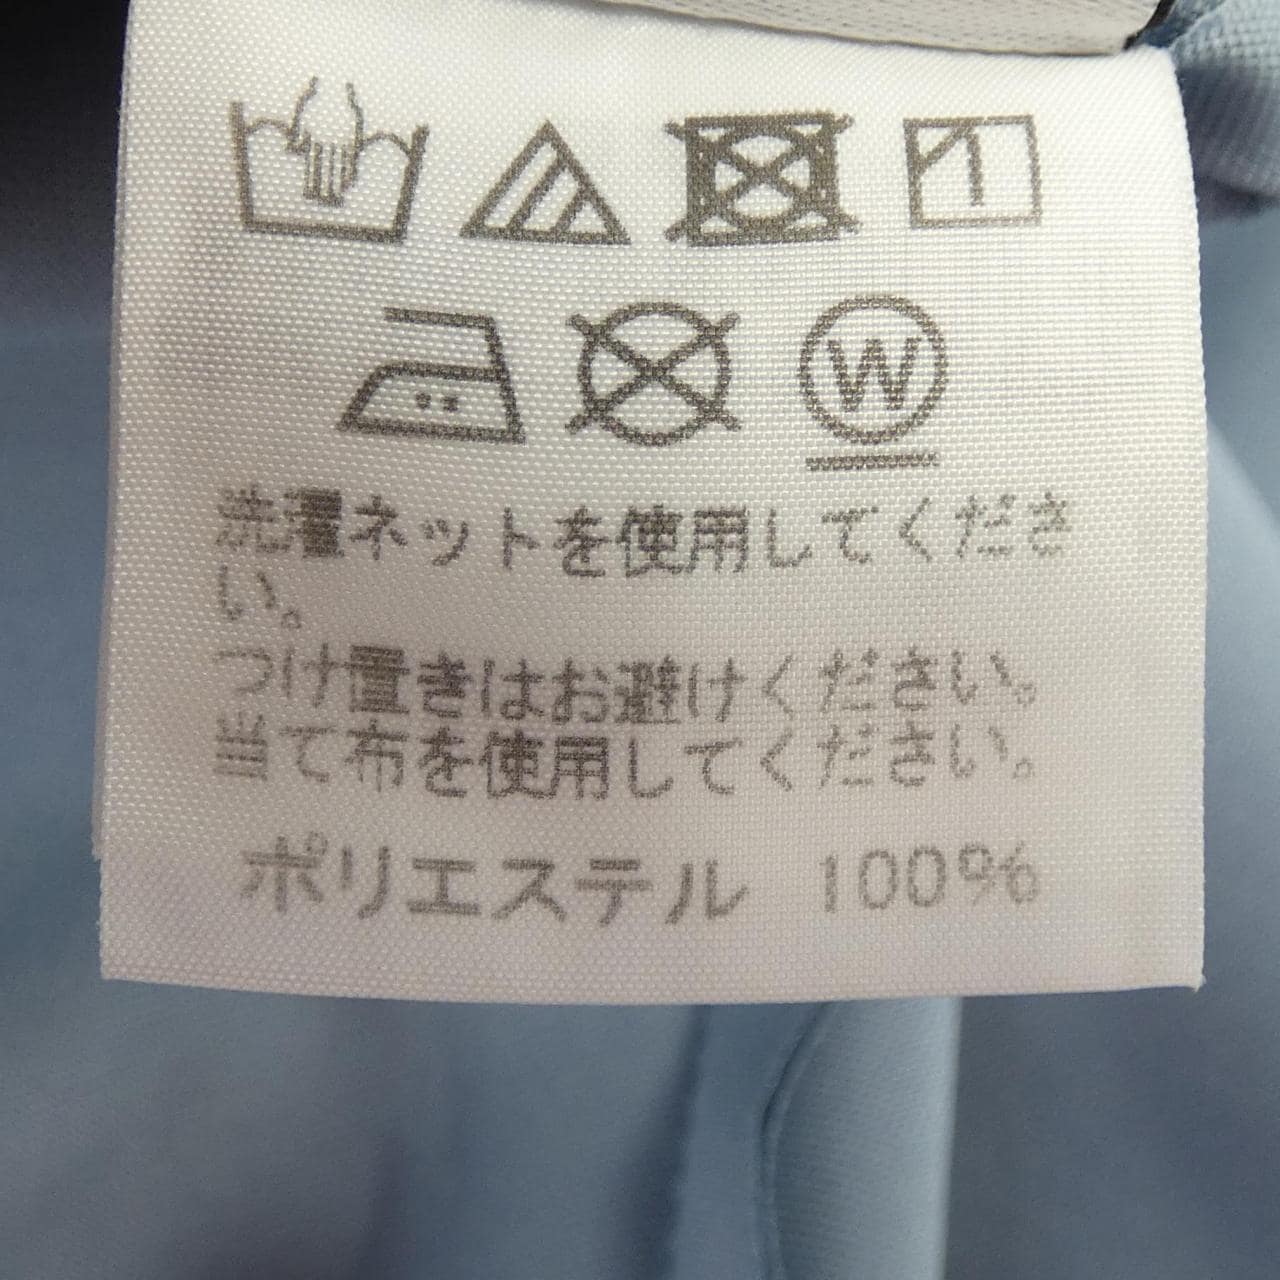 W
洗濯ネットを使用してくださ
い。
つけ置きはお避けください。
当て布を使用してください。
ポリエステル 100%